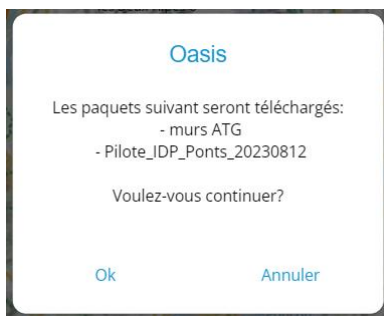 Oasis
Les paquets suivant seront téléchargés:
- murs ATG
- Pilote_IDP_Ponts_20230812
Voulez-vous continuer?
Ok Annuler